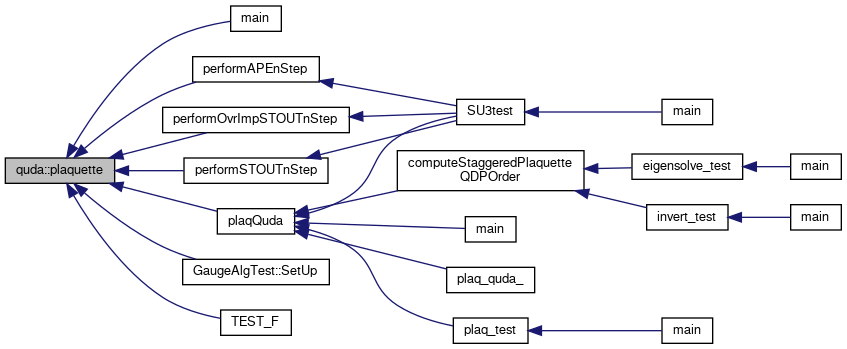 main
performAPEnStep
performOvrImpSTOUTnStep
SU3test
main
quda::plaquette
performSTOUTnStep
computeStaggeredPlaquette
QDPOrder
eigensolve_test
main
plaqQuda
main
invert_test
main
GaugeAlgTest::SetUp
plaq_quda_
TEST_F
plaq_test
main